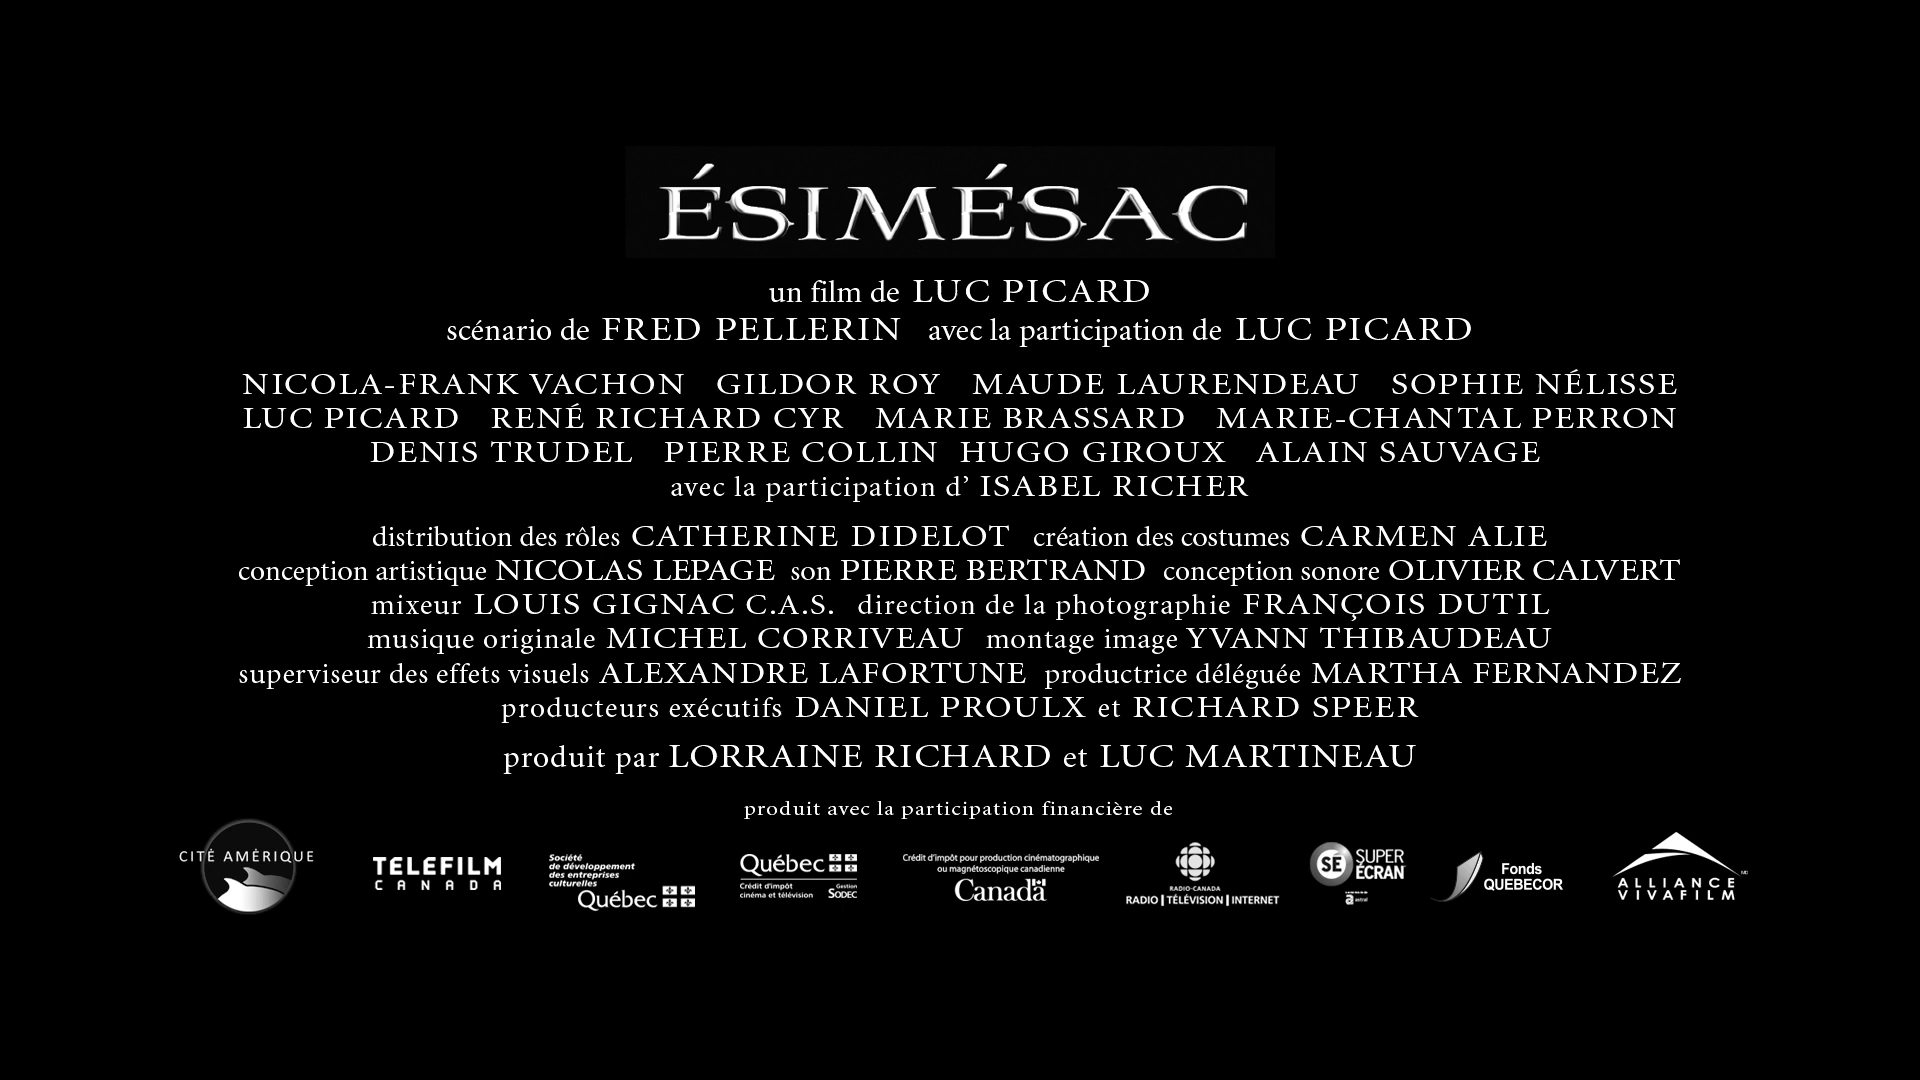 ÉSIMÉSAC
un film de LUC PICARD
scénario de FRED PELLERIN avec la participation de LUC PICARD
NICOLA-FRANK VACHON GILDOR ROY MAUDE LAURENDEAU SOPHIE NÉLISSE
LUC PICARD RENÉ RICHARD CYR MARIE BRASSARD MARIE-CHANTAL PERRON
DENIS TRUDEL PIERRE COLLIN HUGO GIROUX ALAIN SAUVAGE
avec la participation d' ISABEL RICHER
distribution des rôles CATHERINE DIDELOT création des costumes CARMEN ALIE
conception artistique NICOLAS LEPAGE son PIERRE BERTRAND conception sonore OLIVIER CALVERT
mixeur LOUIS GIGNAC C.A.S. direction de la photographie FRANÇOIS DUTIL
musique originale MICHEL CORRIVEAU montage image YVANN THIBAUDEAU
superviseur des effets visuels ALEXANDRE LAFORTUNE productrice déléguée MARTHA FERNANDEZ
producteurs exécutifs DANIEL PROULX et RICHARD SPEER
produit par LORRAINE RICHARD et LUC MARTINEAU
produit avec la participation financière de
CITÉ AMÉRIQUE
TELEFILM
CANADA
Société
de développement
des entreprises
culturelles
Québec
Québec
Crédit d'impôt
cinéma et télévision
Gestion
SODEC
Crédit d'impôt pour production cinématographique
ou magnétoscopique canadienne
Canada
RADIO-CANADA
RADIO | TÉLÉVISION | INTERNET
SÉ SUPER
ÉCRAN
astral
Fonds
QUEBECOR
ALLIANCE
VIVAFILM
MD